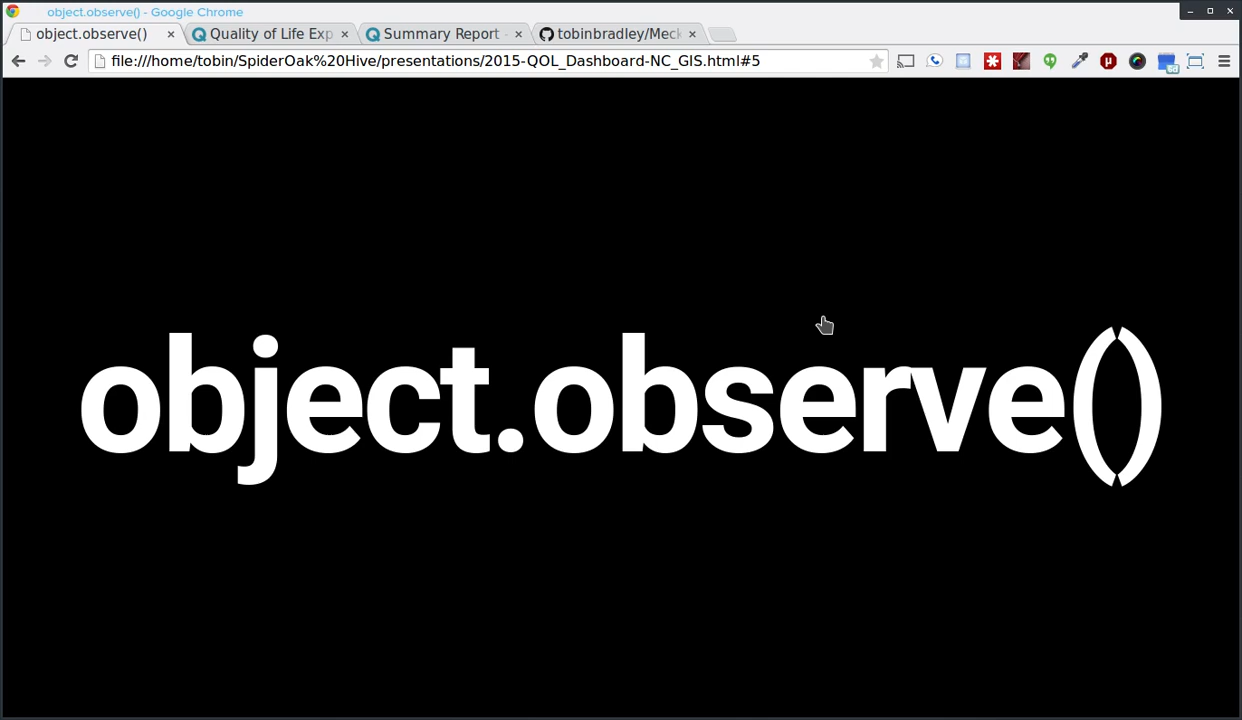 object.observe() - Google Chrome
object.observe()
Quality of Life Exp
Summary Report -
tobinbradley/Meck
file:///home/tobin/SpiderOak%20Hive/presentations/2015-QOL_Dashboard-NC_GIS.html#5
object.observe()